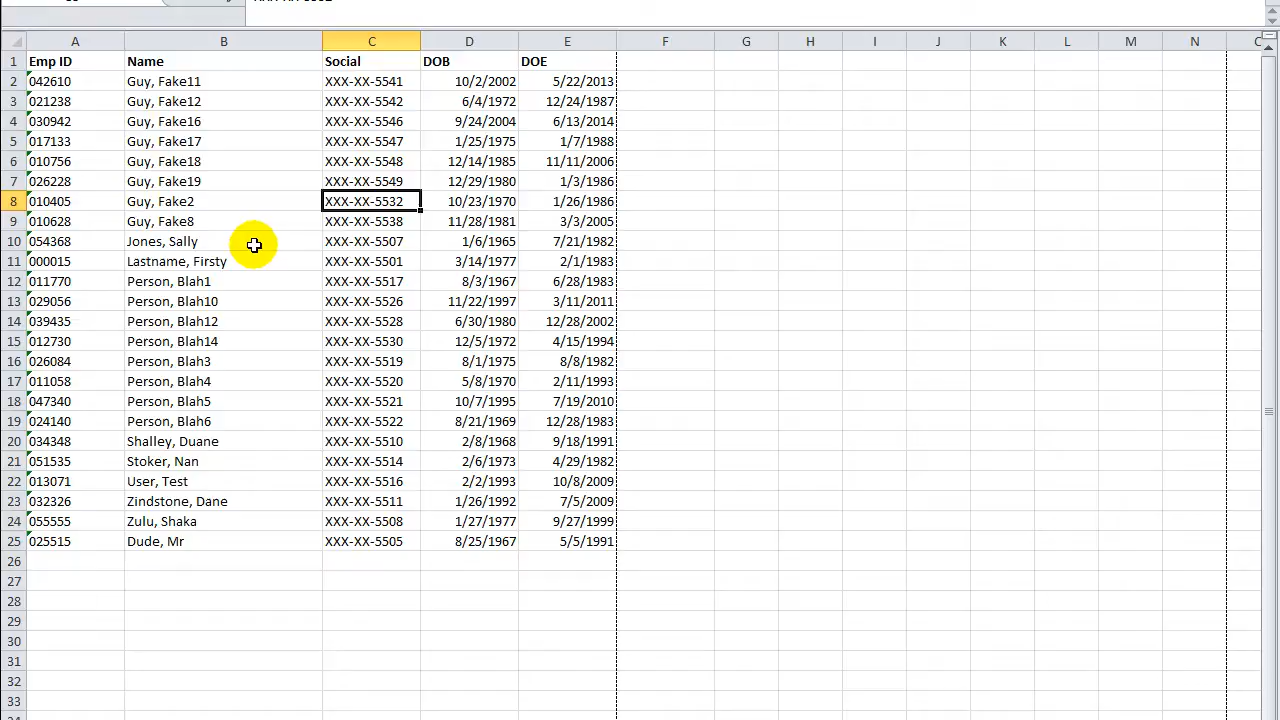 A B C D E F G H I J K L M N
1 Emp ID Name Social DOB DOE
2 042610 Guy, Fake11 XXX-XX-5541 10/2/2002 5/22/2013
3 021238 Guy, Fake12 XXX-XX-5542 6/4/1972 12/24/1987
4 030942 Guy, Fake16 XXX-XX-5546 9/24/2004 6/13/2014
5 017133 Guy, Fake17 XXX-XX-5547 1/25/1975 1/7/1988
6 010756 Guy, Fake18 XXX-XX-5548 12/14/1985 11/11/2006
7 026228 Guy, Fake19 XXX-XX-5549 12/29/1980 1/3/1986
8 010405 Guy, Fake2 XXX-XX-5532 10/23/1970 1/26/1986
9 010628 Guy, Fake8 XXX-XX-5538 11/28/1981 3/3/2005
10 054368 Jones, Sally XXX-XX-5507 1/6/1965 7/21/1982
11 000015 Lastname, Firsty XXX-XX-5501 3/14/1977 2/1/1983
12 011770 Person, Blah1 XXX-XX-5517 8/3/1967 6/28/1983
13 029056 Person, Blah10 XXX-XX-5526 11/22/1997 3/11/2011
14 039435 Person, Blah12 XXX-XX-5528 6/30/1980 12/28/2002
15 012730 Person, Blah14 XXX-XX-5530 12/5/1972 4/15/1994
16 026084 Person, Blah3 XXX-XX-5519 8/1/1975 8/8/1982
17 011058 Person, Blah4 XXX-XX-5520 5/8/1970 2/11/1993
18 047340 Person, Blah5 XXX-XX-5521 10/7/1995 7/19/2010
19 024140 Person, Blah6 XXX-XX-5522 8/21/1969 12/28/1983
20 034348 Shalley, Duane XXX-XX-5510 2/8/1968 9/18/1991
21 051535 Stoker, Nan XXX-XX-5514 2/6/1973 4/29/1982
22 013071 User, Test XXX-XX-5516 2/2/1993 10/8/2009
23 032326 Zindstone, Dane XXX-XX-5511 1/26/1992 7/5/2009
24 055555 Zulu, Shaka XXX-XX-5508 1/27/1977 9/27/1999
25 025515 Dude, Mr XXX-XX-5505 8/25/1967 5/5/1991
26
27
28
29
30
31
32
33